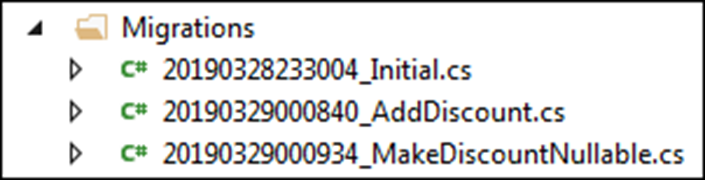 Migrations
C# 20190328233004_Initial.cs
C# 20190329000840_AddDiscount.cs
C# 20190329000934_MakeDiscountNullable.cs